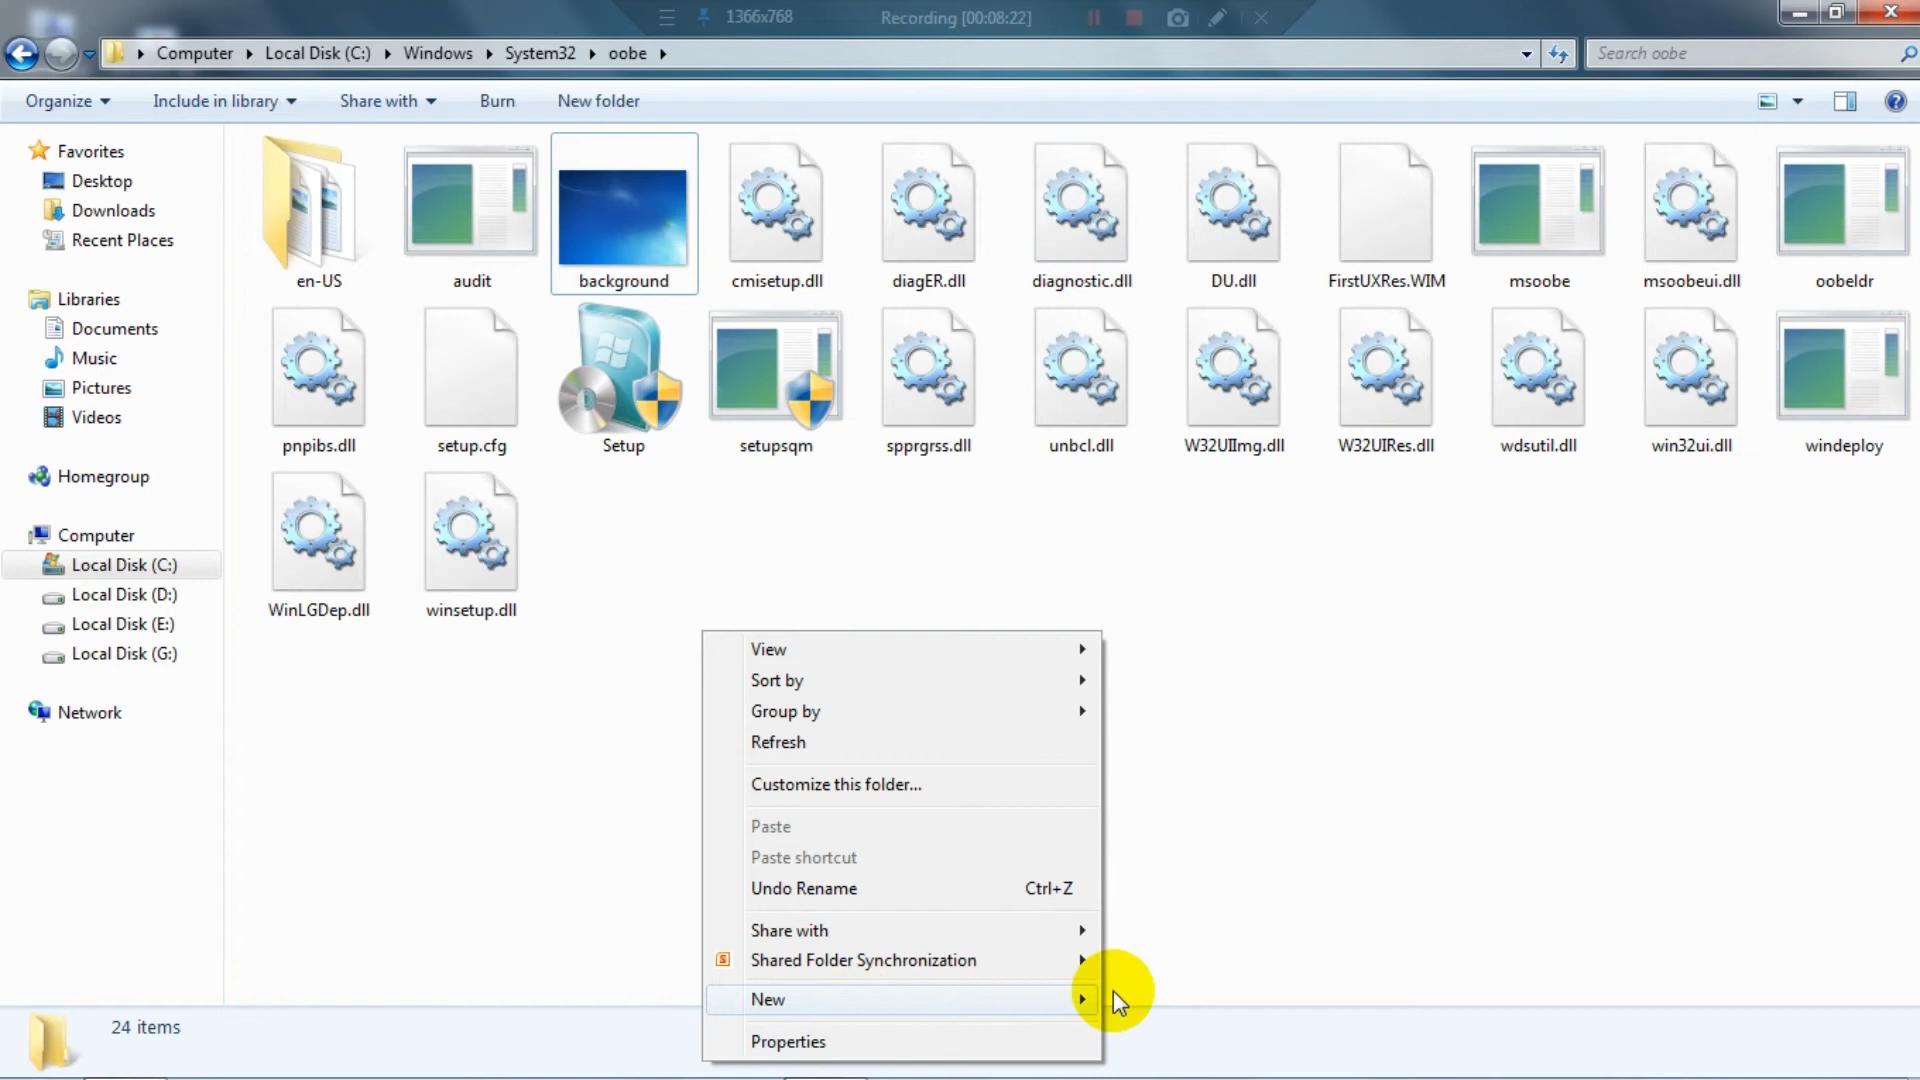 1366x768 Recording [00:08:22]
Computer Local Disk (C:) Windows System32 oobe Search oobe
Organize Include in library Share with Burn New folder
Favorites
Desktop
Downloads
Recent Places
Libraries
Documents
Music
Pictures
Videos
Homegroup
Computer
Local Disk (C:)
Local Disk (D:)
Local Disk (E:)
Local Disk (G:)
Network
en-US audit background cmisetup.dll diagER.dll diagnostic.dll DU.dll FirstUXRes.WIM msoobe msoobeui.dll oobeldr
pnpibs.dll setup.cfg Setup setupsqm spprgrss.dll unbcl.dll W32UIImg.dll W32UIRes.dll wdsutil.dll win32ui.dll windeploy
WinLGDep.dll winsetup.dll
View
Sort by
Group by
Refresh
Customize this folder...
Paste
Paste shortcut
Undo Rename Ctrl+Z
Share with
Shared Folder Synchronization
New
Properties
24 items